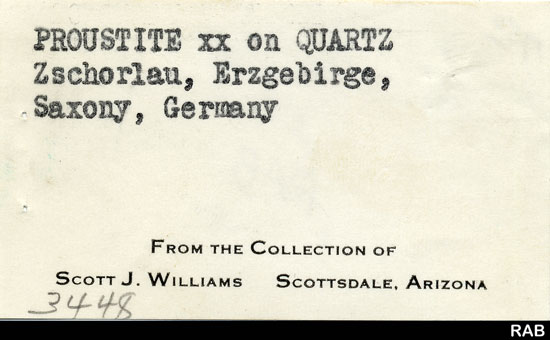 PROUSTITE xx on QUARTZ
Zschorlau, Erzgebirge,
Saxony, Germany
FROM THE COLLECTION OF
SCOTT J. WILLIAMS SCOTTSDALE, ARIZONA
3448
RAB